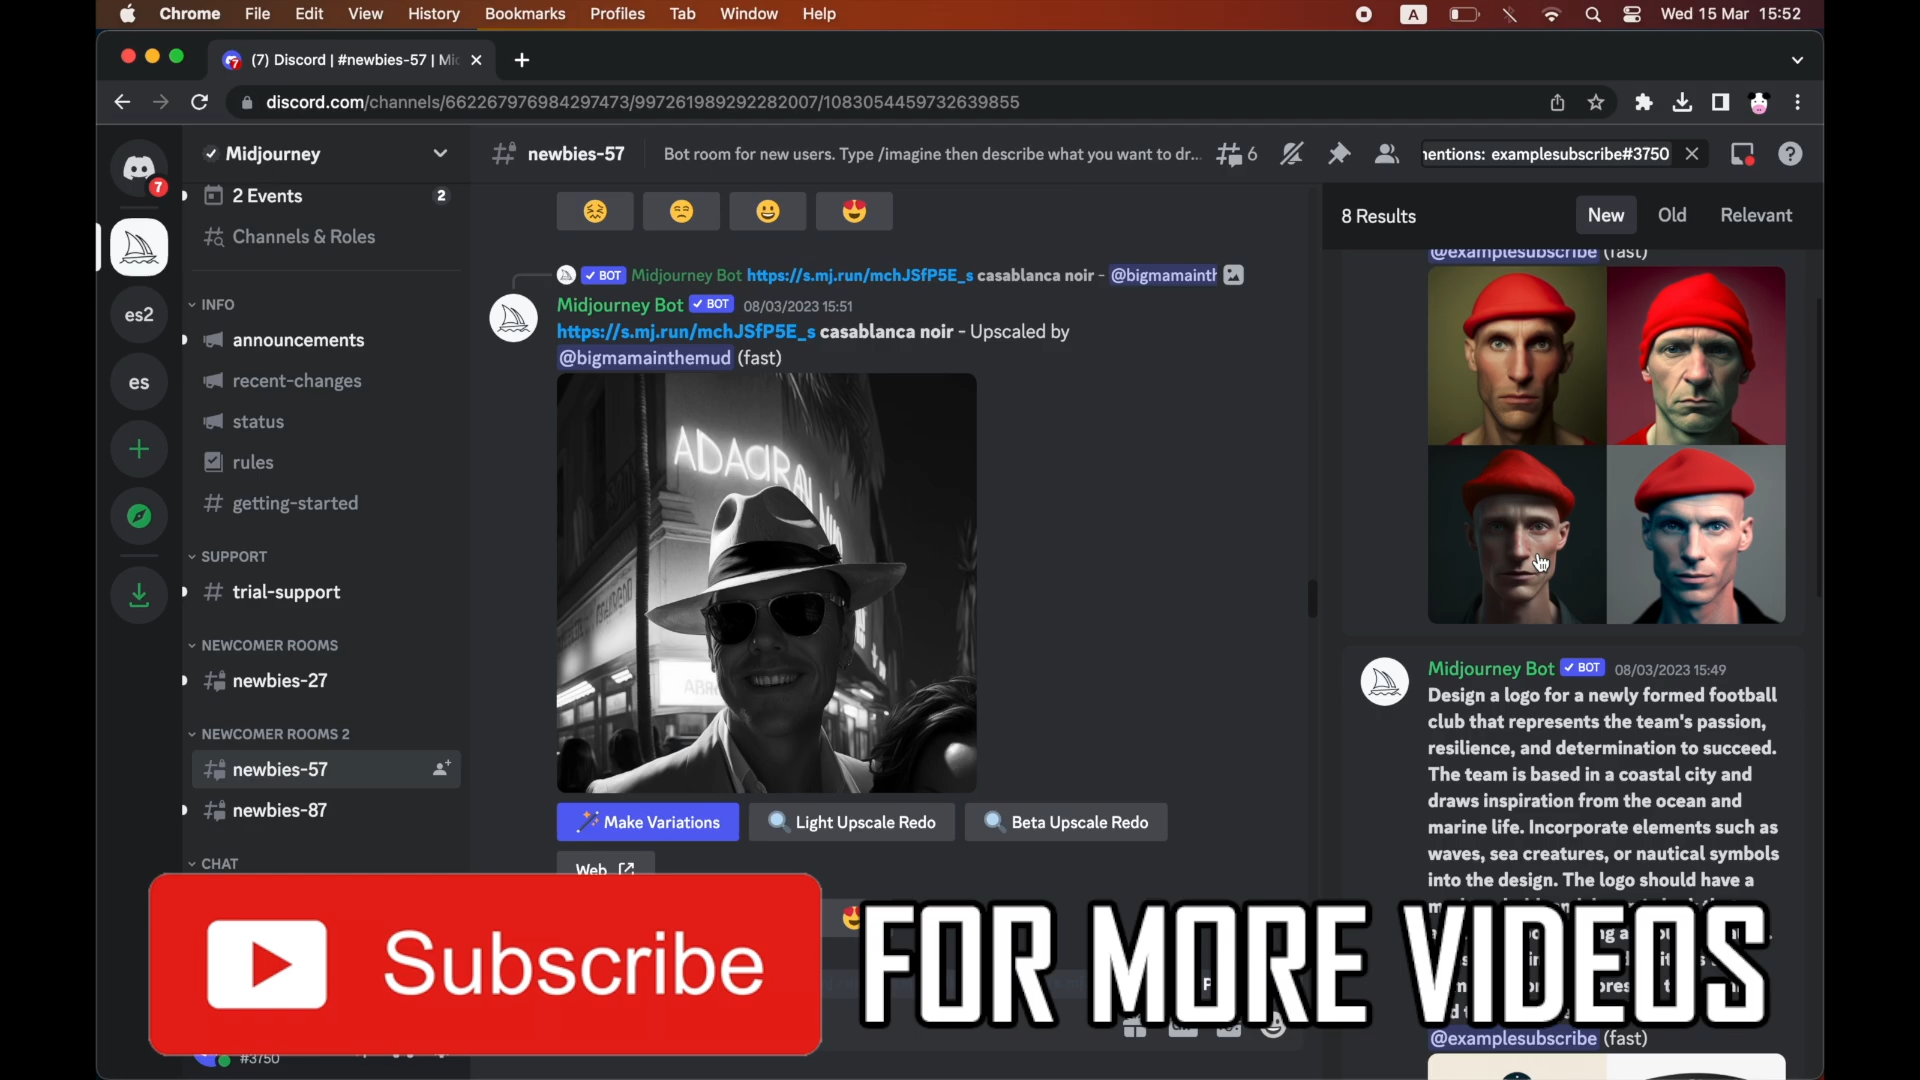 Chrome File Edit View History Bookmarks Profiles Tab Window Help
A Wed 15 Mar 15:52
(7) Discord | #newbies-57 | Mi
discord.com/channels/662267976984297473/997261989292282007/1083054459732639855
7
Midjourney
newbies-57
Bot room for new users. Type /imagine then describe what you want to dr...
6
mentions: examplesubscribe#3750
2 Events 2
Channels & Roles
es2
es
INFO
announcements
recent-changes
status
rules
getting-started
SUPPORT
trial-support
NEWCOMER ROOMS
newbies-27
NEWCOMER ROOMS 2
newbies-57
newbies-87
CHAT
#3750
BOT Midjourney Bot https://s.mj.run/mchJSfP5E_s casablanca noir - @bigmamainth
Midjourney Bot BOT 08/03/2023 15:51
https://s.mj.run/mchJSfP5E_s casablanca noir - Upscaled by
@bigmamainthemud (fast)
ADACIRA
Make Variations
Light Upscale Redo
Beta Upscale Redo
Web
8 Results
New
Old
Relevant
@examplesubscribe (fast)
Midjourney Bot BOT 08/03/2023 15:49
Design a logo for a newly formed football
club that represents the team's passion,
resilience, and determination to succeed.
The team is based in a coastal city and
draws inspiration from the ocean and
marine life. Incorporate elements such as
waves, sea creatures, or nautical symbols
into the design. The logo should have a
@examplesubscribe (fast)
Subscribe
FOR MORE VIDEOS